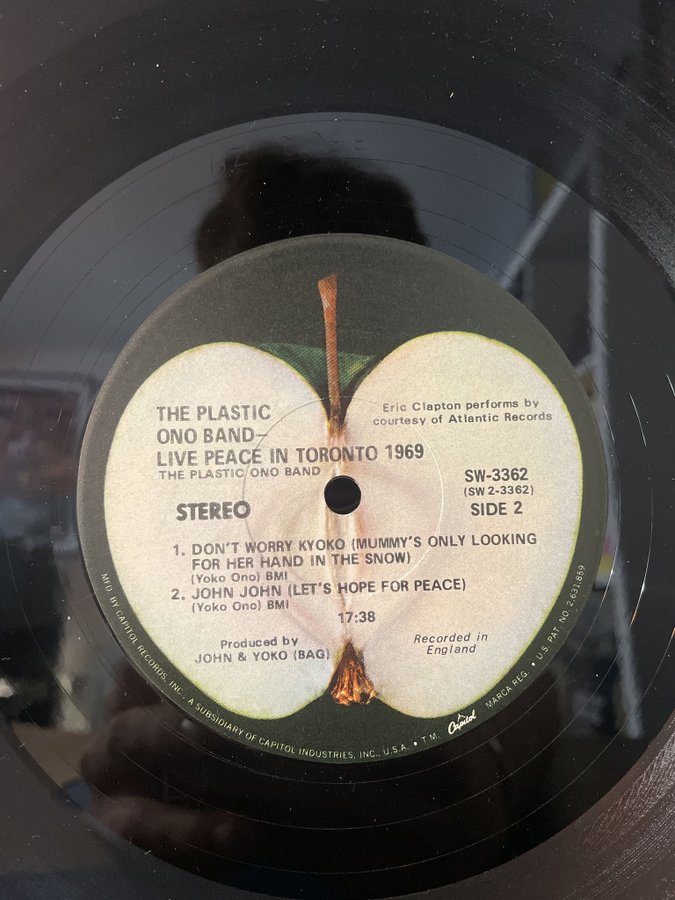 THE PLASTIC
ONO BAND—
LIVE PEACE IN TORONTO 1969
THE PLASTIC ONO BAND
Eric Clapton performs by
courtesy of Atlantic Records
STEREO
SW-3362
(SW 2-3362)
SIDE 2
1. DON'T WORRY KYOKO (MUMMY'S ONLY LOOKING
FOR HER HAND IN THE SNOW)
(Yoko Ono) BMI
2. JOHN JOHN (LET'S HOPE FOR PEACE)
(Yoko Ono) BMI
17:38
Produced by
JOHN & YOKO (BAG)
Recorded in
England
MFD. BY CAPITOL RECORDS, INC., A SUBSIDIARY OF CAPITOL INDUSTRIES, INC., U.S.A. • T.M. Capitol MARCA REG. • U.S. PAT. NO. 2,631,859